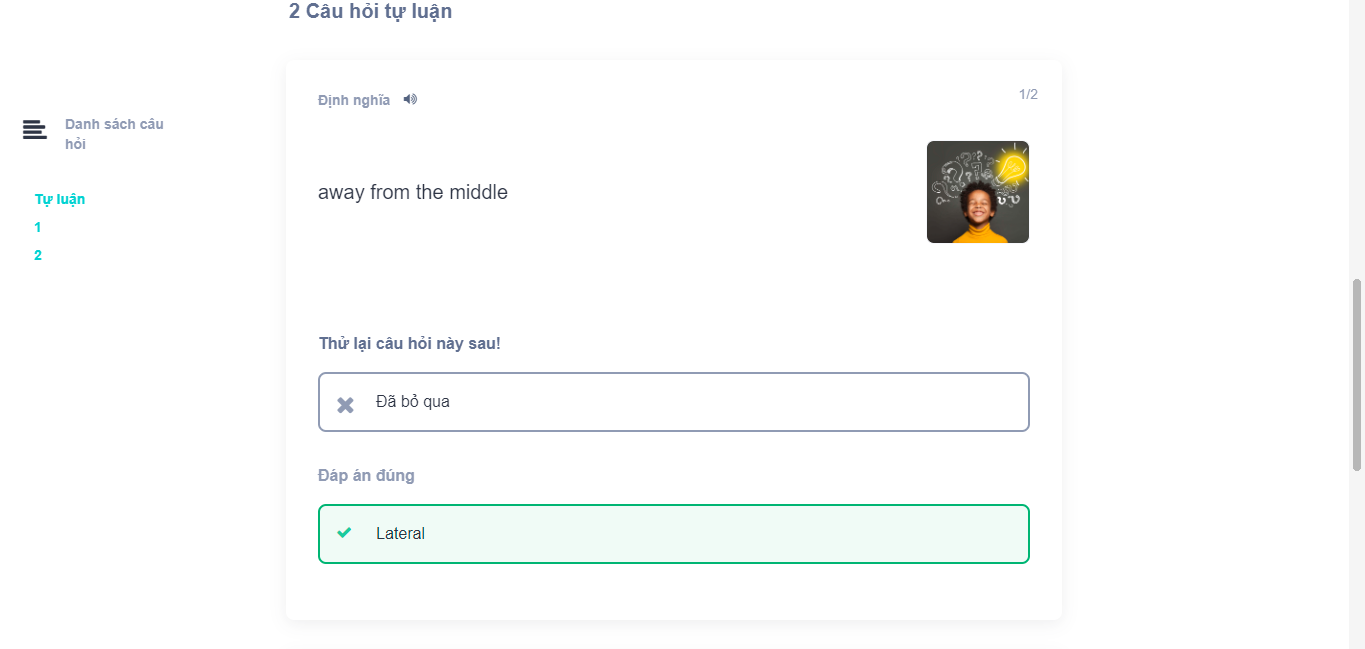 2 Câu hỏi tự luận
Danh sách câu
hỏi
Tự luận
1
2
Định nghĩa
1/2
away from the middle
Thử lại câu hỏi này sau!
Đã bỏ qua
Đáp án đúng
Lateral